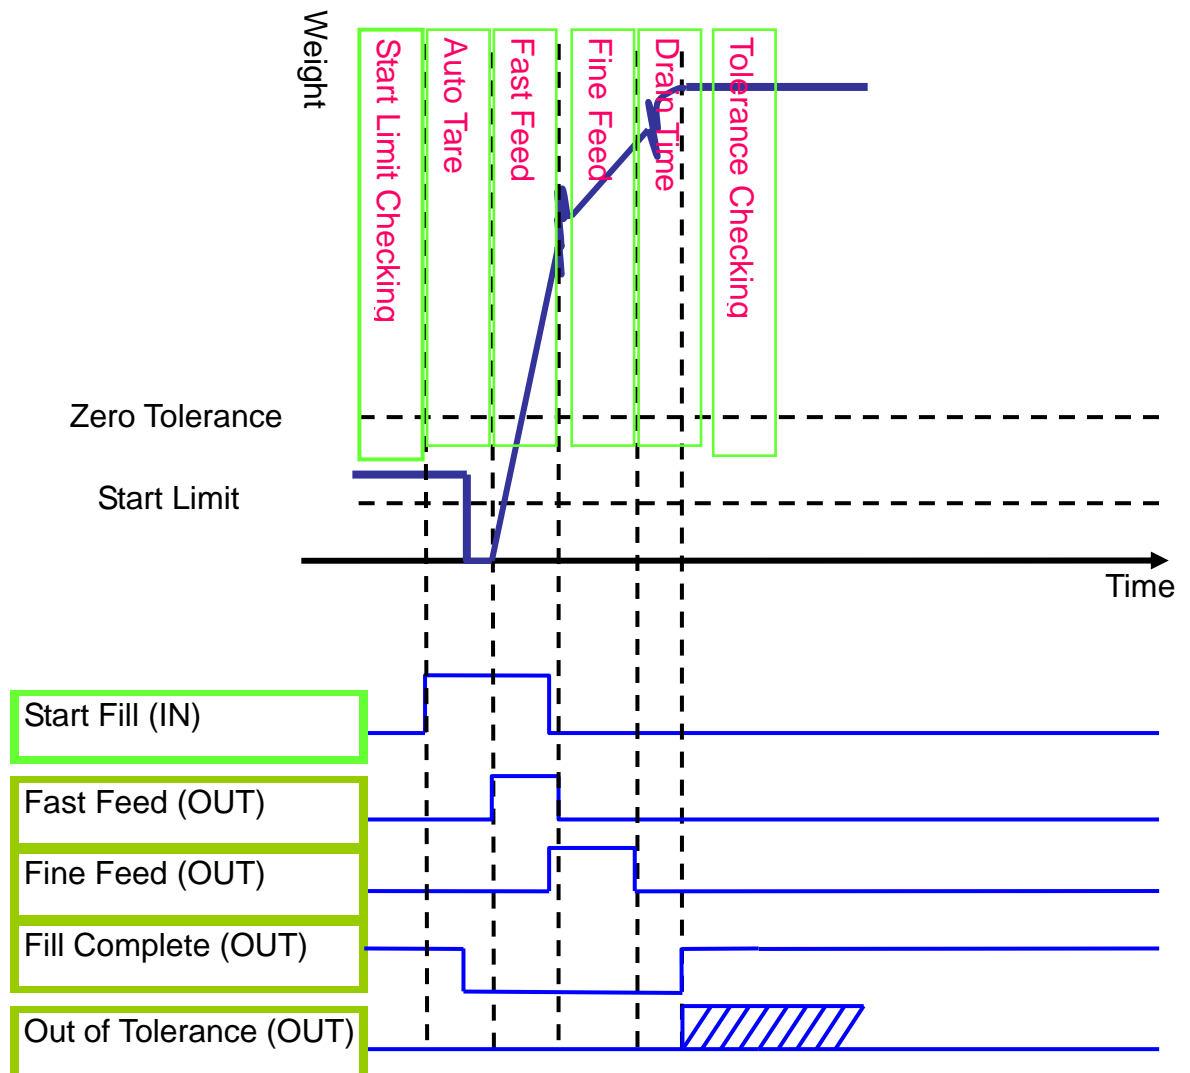 Weight
Start Limit Checking
Auto Tare
Fast Feed
Fine Feed
Drain Time
Tolerance Checking
Zero Tolerance
Start Limit
Time
Start Fill (IN)
Fast Feed (OUT)
Fine Feed (OUT)
Fill Complete (OUT)
Out of Tolerance (OUT)